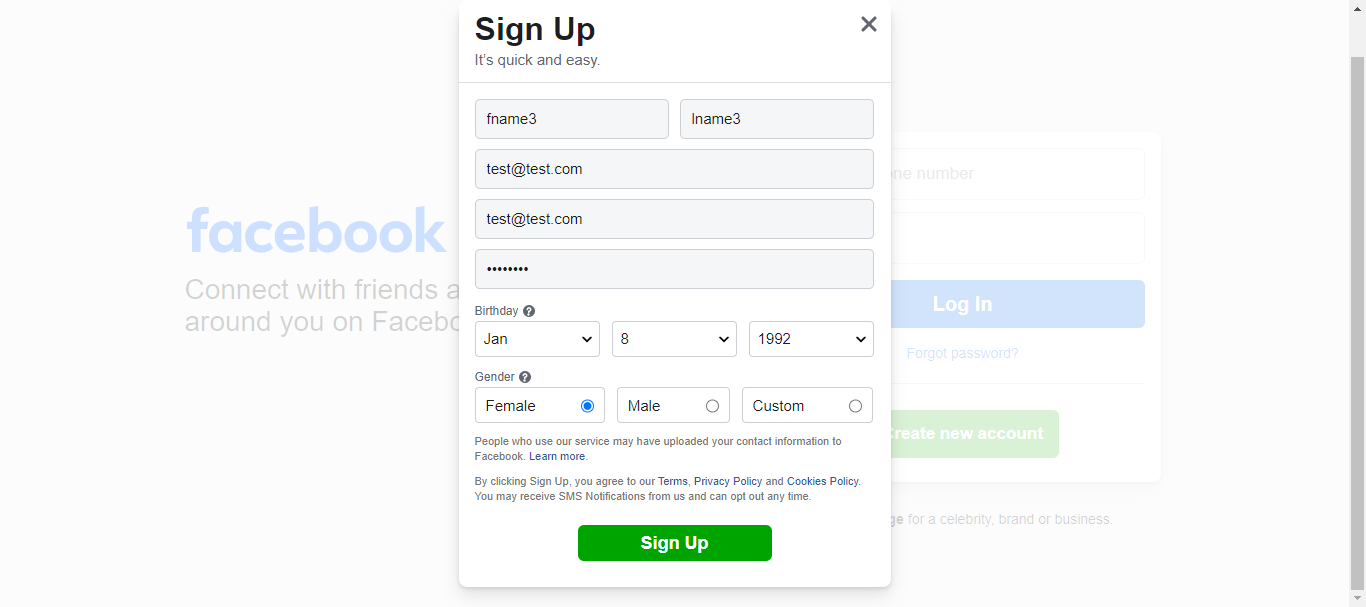 Sign Up
It's quick and easy.
fname3
lname3
test@test.com
test@test.com
••••••••
Birthday
Jan
8
1992
Gender
Female
Male
Custom
People who use our service may have uploaded your contact information to
Facebook. Learn more.
By clicking Sign Up, you agree to our Terms, Privacy Policy and Cookies Policy.
You may receive SMS Notifications from us and can opt out any time.
Sign Up
facebook
Connect with friends
around you on
number
Log In
Forgot password?
Create new account
for a celebrity, brand or business.